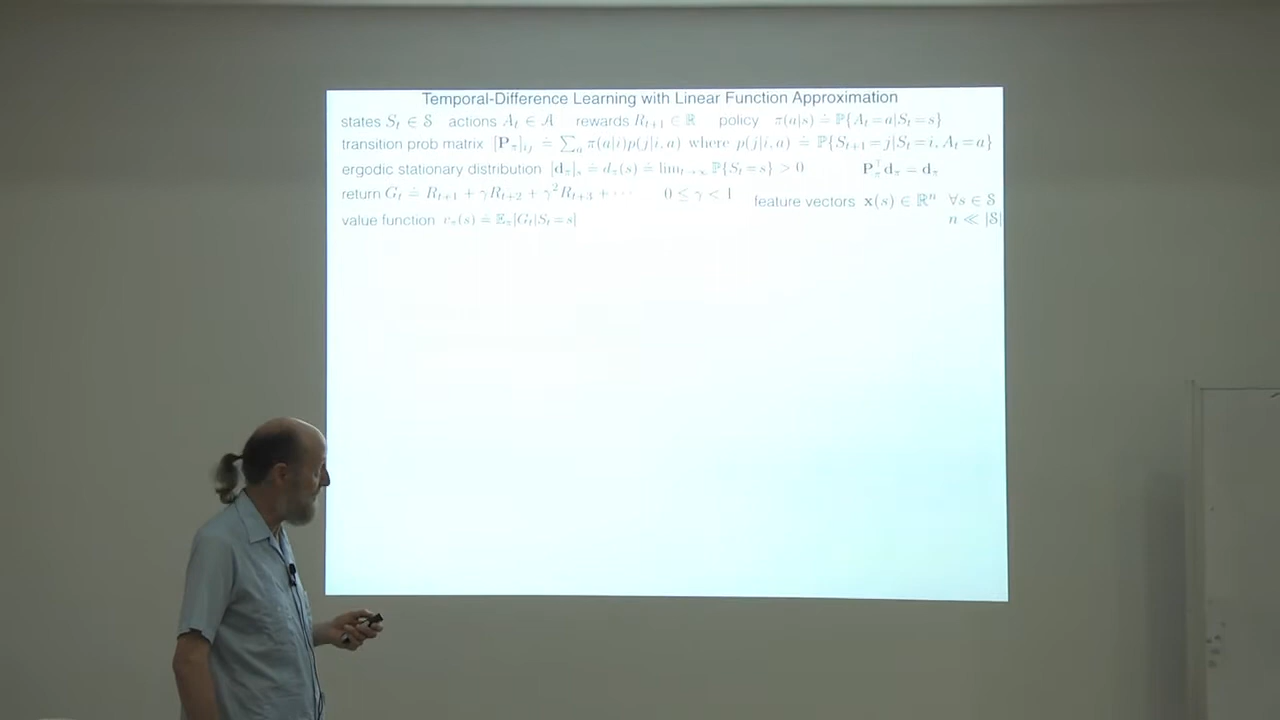 Temporal-Difference Learning with Linear Function Approximation
states S_t ∈ 𝒮 actions A_t ∈ 𝒜 rewards R_{t+1} ∈ ℝ policy π(a|s) ≐ ℙ{A_t = a|S_t = s}
transition prob matrix [P_π]_{ij} ≐ ∑_a π(a|i)p(j|i, a) where p(j|i, a) ≐ ℙ{S_{t+1} = j|S_t = i, A_t = a}
ergodic stationary distribution [d_π]_s ≐ d_π(s) ≐ lim_{t→∞} ℙ{S_t = s} > 0 P_π^⊤ d_π = d_π
return G_t ≐ R_{t+1} + γR_{t+2} + γ²R_{t+3} + ⋯ 0 ≤ γ < 1
feature vectors x(s) ∈ ℝⁿ ∀s ∈ 𝒮
value function v_π(s) ≐ 𝔼_π[G_t|S_t = s]
n ≪ |𝒮|